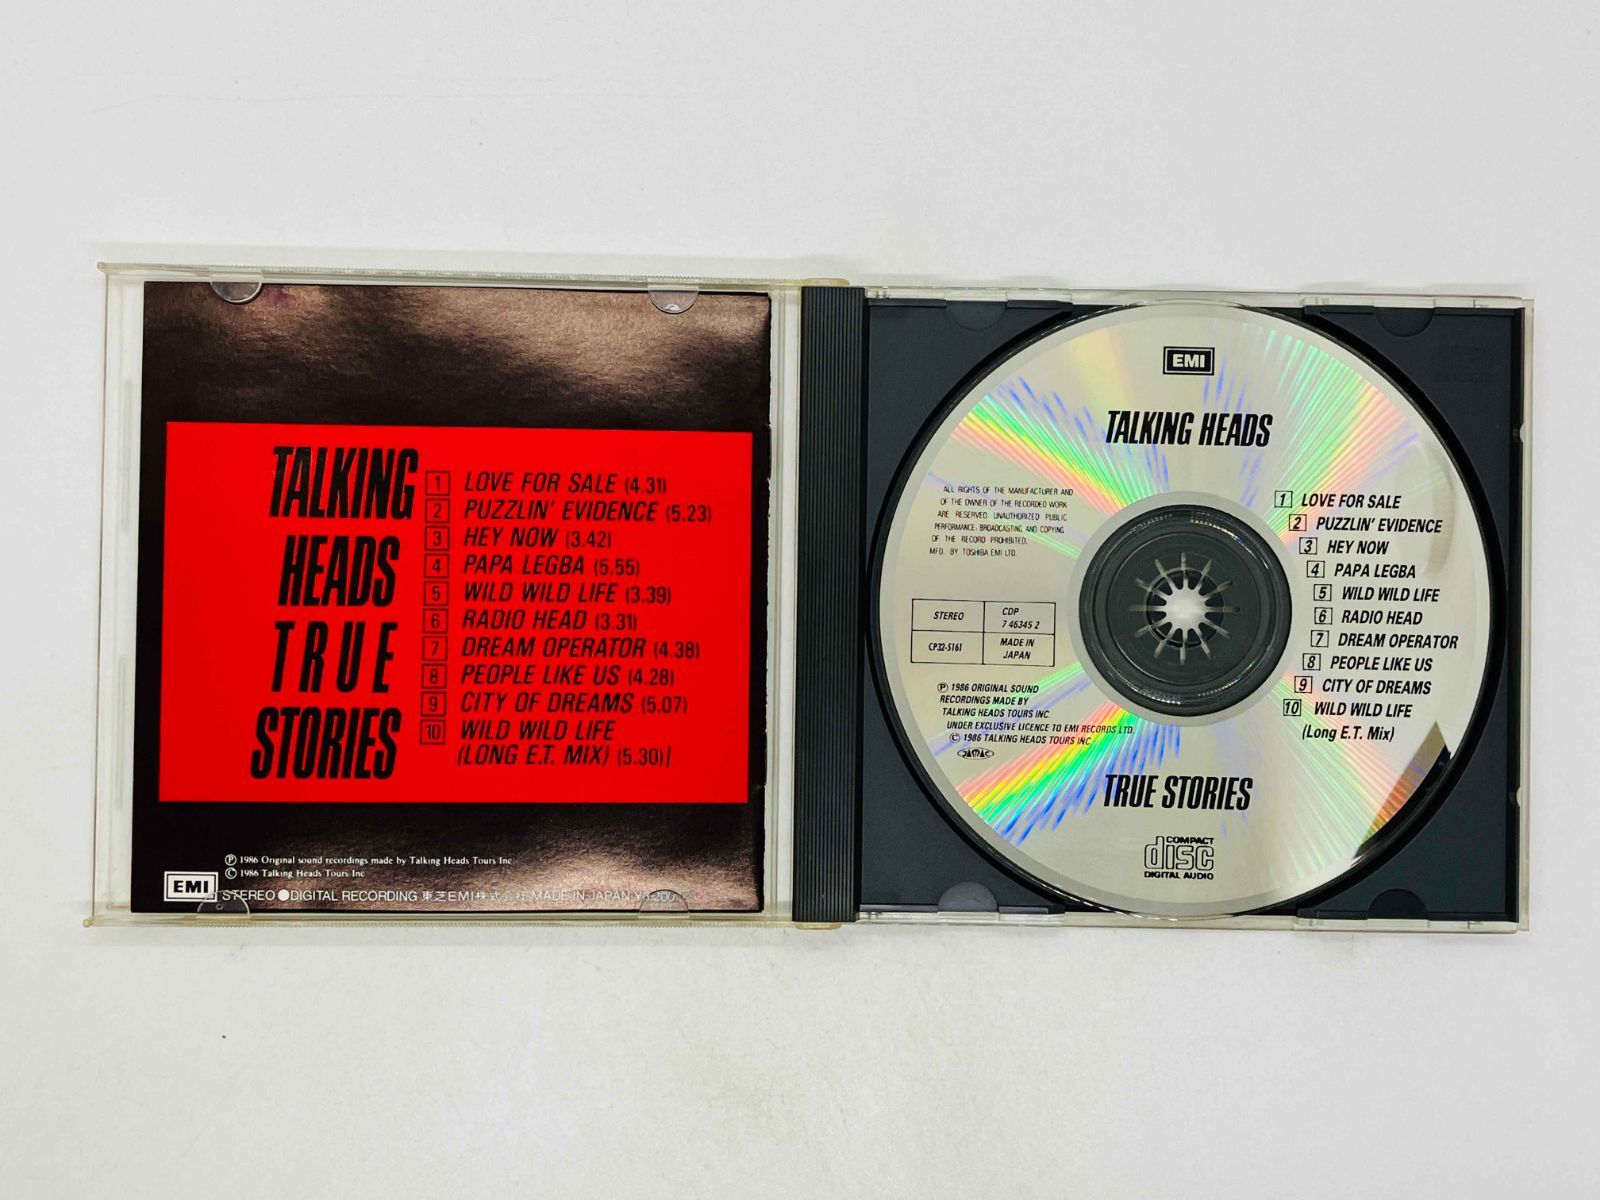 TALKING
HEADS
TRUE
STORIES
1 LOVE FOR SALE (4.31)
2 PUZZLIN' EVIDENCE (5.23)
3 HEY NOW (3.42)
4 PAPA LEGBA (5.55)
5 WILD WILD LIFE (3.39)
6 RADIO HEAD (3.31)
7 DREAM OPERATOR (4.38)
8 PEOPLE LIKE US (4.28)
9 CITY OF DREAMS (5.07)
10 WILD WILD LIFE
(LONG E.T. MIX) (5.30)
Ⓟ 1986 Original sound recordings made by Talking Heads Tours Inc
© 1986 Talking Heads Tours Inc
EMI
STEREO ●DIGITAL RECORDING 東芝EMI株式会社 MADE IN JAPAN
EMI
TALKING HEADS
ALL RIGHTS OF THE MANUFACTURER AND
OF THE OWNER OF THE RECORDED WORK
ARE RESERVED. UNAUTHORIZED PUBLIC
PERFORMANCE, BROADCASTING AND COPYING
OF THE RECORD PROHIBITED.
MFD. BY TOSHIBA EMI LTD.
STEREO
CDP
7 46345 2
CP32-5161
MADE IN
JAPAN
Ⓟ 1986 ORIGINAL SOUND
RECORDINGS MADE BY
TALKING HEADS TOURS INC.
UNDER EXCLUSIVE LICENCE TO EMI RECORDS LTD.
© 1986 TALKING HEADS TOURS INC
JASRAC
1 LOVE FOR SALE
2 PUZZLIN' EVIDENCE
3 HEY NOW
4 PAPA LEGBA
5 WILD WILD LIFE
6 RADIO HEAD
7 DREAM OPERATOR
8 PEOPLE LIKE US
9 CITY OF DREAMS
10 WILD WILD LIFE
(Long E.T. Mix)
TRUE STORIES
COMPACT
disc
DIGITAL AUDIO